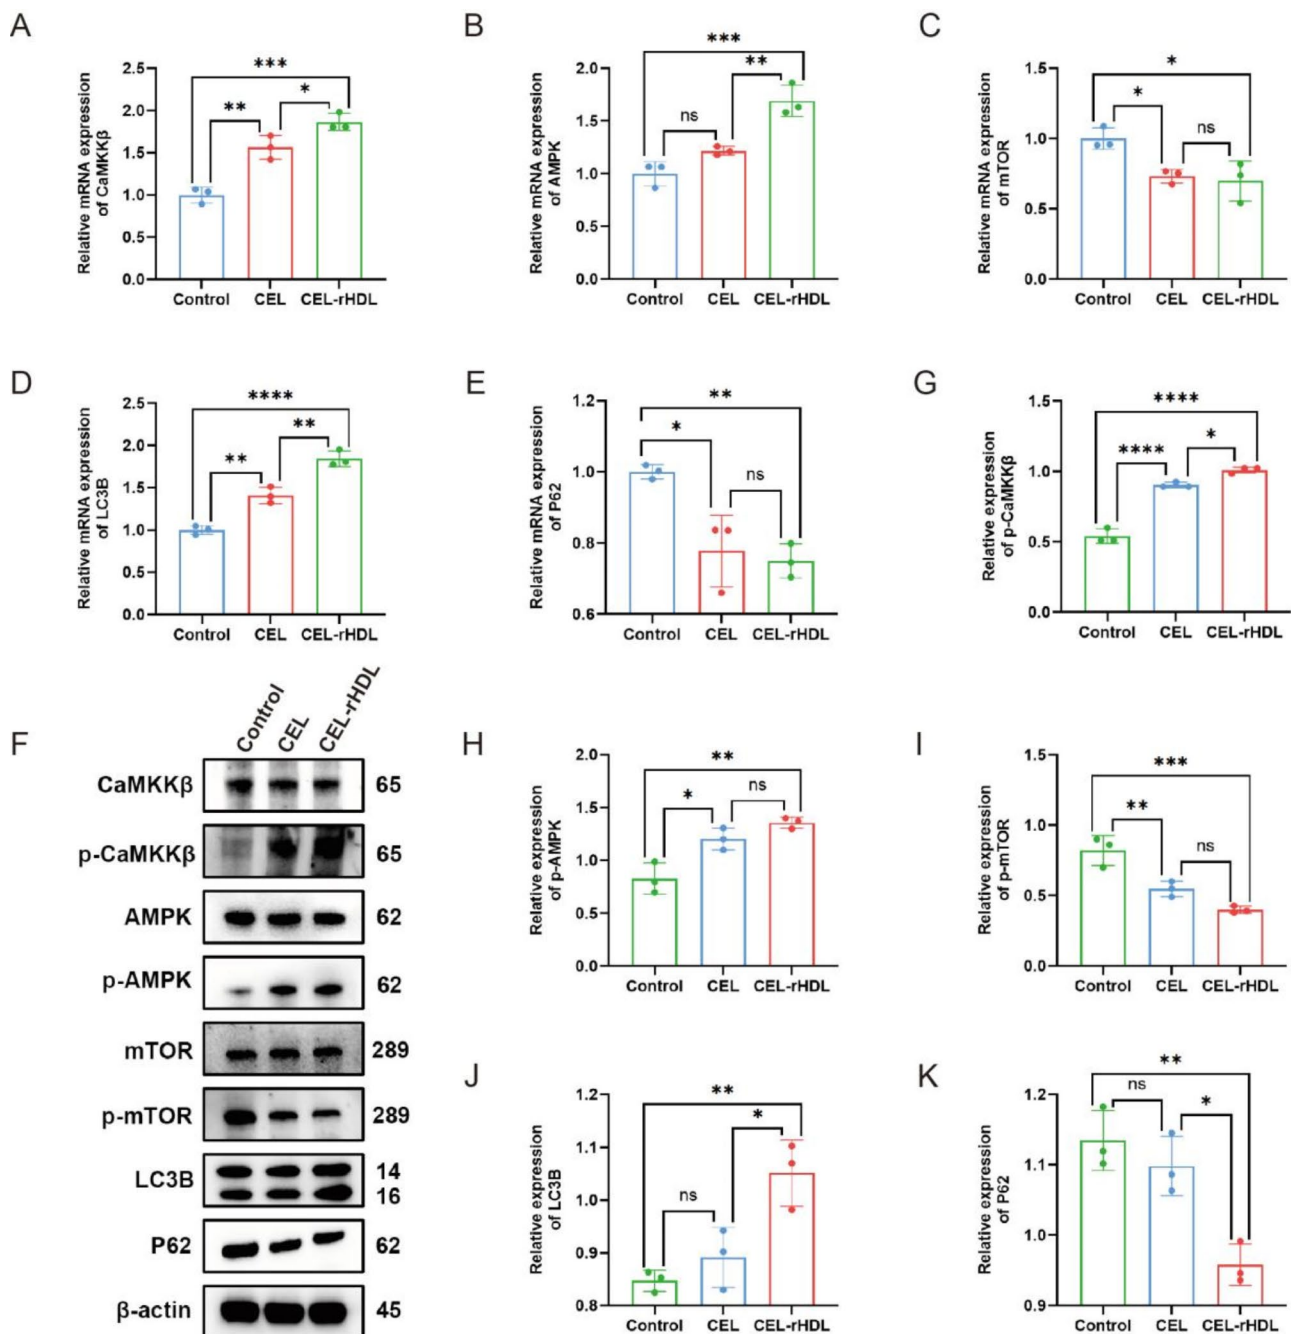 A
Relative mRNA expression
of CaMKKβ
2.5
2.0
1.5
1.0
0.5
0.0
***
**
*
Control CEL CEL-rHDL
B
Relative mRNA expression
of AMPK
2.0
1.5
1.0
0.5
0.0
***
**
ns
Control CEL CEL-rHDL
C
Relative mRNA expression
of mTOR
1.5
1.0
0.5
0.0
*
*
ns
Control CEL CEL-rHDL
D
Relative mRNA expression
of LC3B
2.5
2.0
1.5
1.0
0.5
0.0
****
**
**
Control CEL CEL-rHDL
E
Relative mRNA expression
of P62
1.2
1.0
0.8
0.6
**
*
ns
Control CEL CEL-rHDL
G
Relative expression
of p-CaMKKβ
1.5
1.0
0.5
0.0
****
****
*
Control CEL CEL-rHDL
F
Control CEL CEL-rHDL
CaMKKβ 65
p-CaMKKβ 65
AMPK 62
p-AMPK 62
mTOR 289
p-mTOR 289
LC3B 14
16
P62 62
β-actin 45
H
Relative expression
of p-AMPK
2.0
1.5
1.0
0.5
0.0
**
*
ns
Control CEL CEL-rHDL
I
Relative expression
of p-mTOR
1.5
1.0
0.5
0.0
***
**
ns
Control CEL CEL-rHDL
J
Relative expression
of LC3B
1.2
1.1
1.0
0.9
0.8
**
*
ns
Control CEL CEL-rHDL
K
Relative expression
of P62
1.2
1.1
1.0
0.9
**
ns
*
Control CEL CEL-rHDL